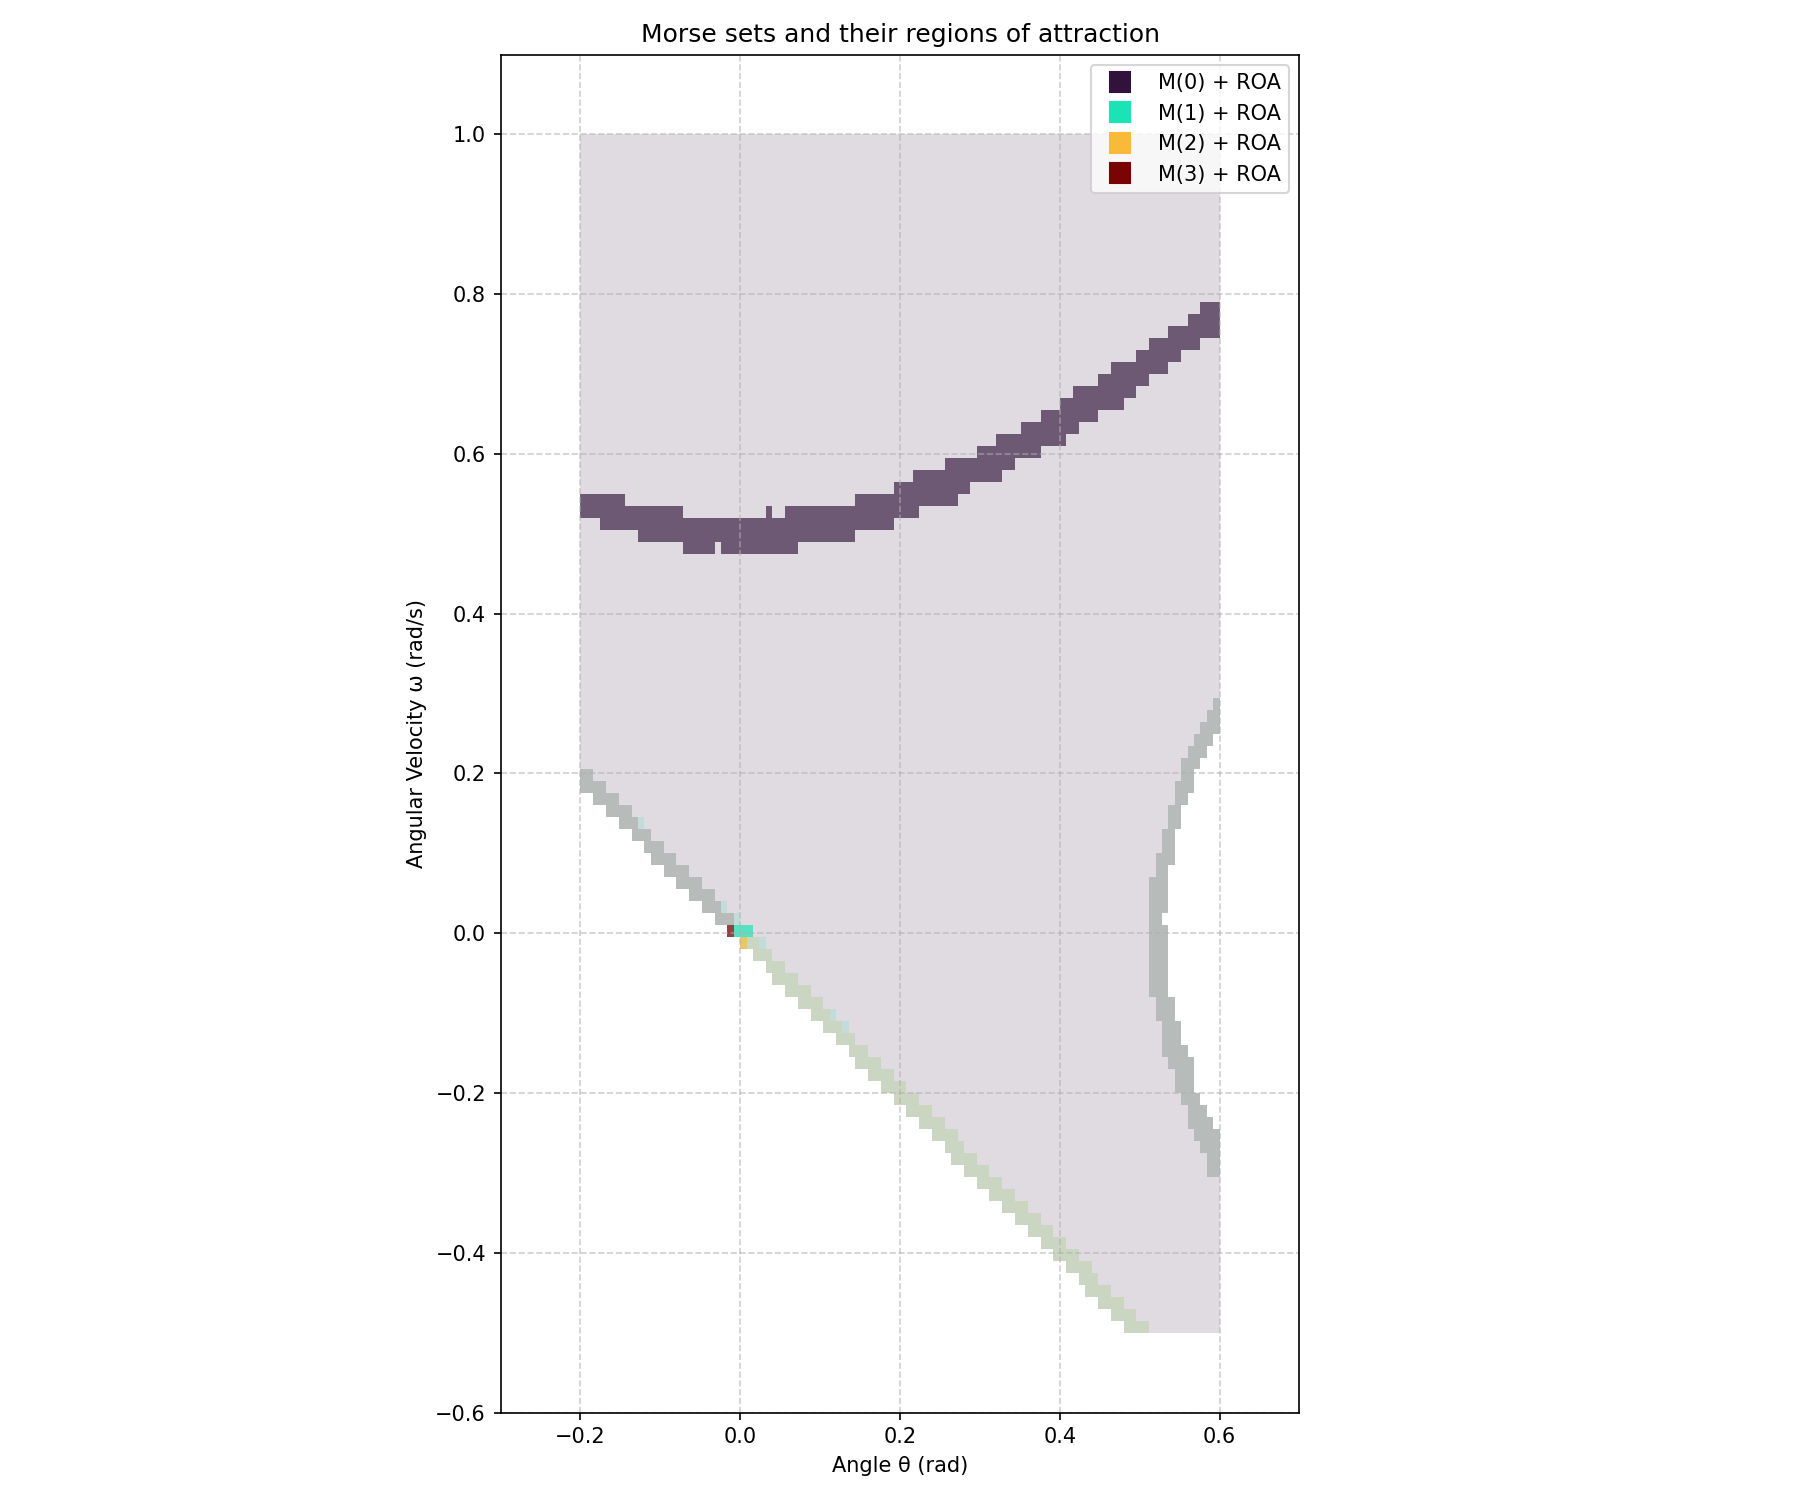 Morse sets and their regions of attraction
M(0) + ROA
M(1) + ROA
M(2) + ROA
M(3) + ROA
1.0
0.8
0.6
0.4
0.2
0.0
−0.2
−0.4
−0.6
Angular Velocity ω (rad/s)
−0.2 0.0 0.2 0.4 0.6
Angle θ (rad)